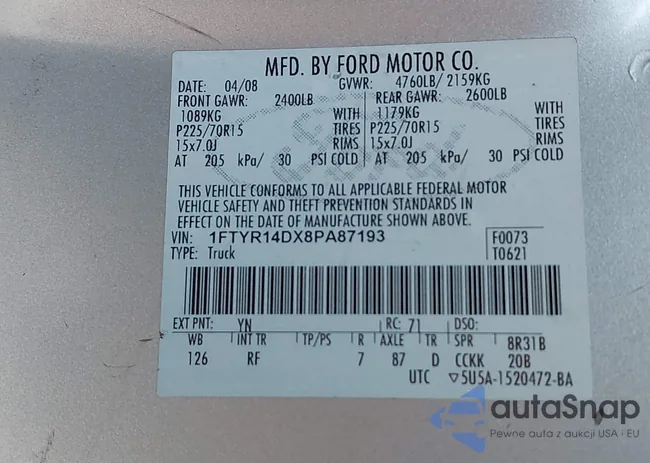 MFD. BY FORD MOTOR CO.
DATE: 04/08 GVWR: 4760LB/ 2159KG
FRONT GAWR: 2400LB REAR GAWR: 2600LB
1089KG WITH 1179KG WITH
P225/70R15 TIRES P225/70R15 TIRES
15x7.0J RIMS 15x7.0J RIMS
AT 205 kPa/ 30 PSI COLD AT 205 kPa/ 30 PSI COLD
THIS VEHICLE CONFORMS TO ALL APPLICABLE FEDERAL MOTOR
VEHICLE SAFETY AND THEFT PREVENTION STANDARDS IN
EFFECT ON THE DATE OF MANUFACTURE SHOWN ABOVE.
VIN: 1FTYR14DX8PA87193 F0073
TYPE: Truck T0621
EXT PNT: YN RC: 71 DSO:
WB INT TR TP/PS R AXLE TR SPR 8R31B
126 RF 7 87 D CCKK 20B
UTC ▽5U5A-1520472-BA
autaSnap
Pewne auta z aukcji USA i EU